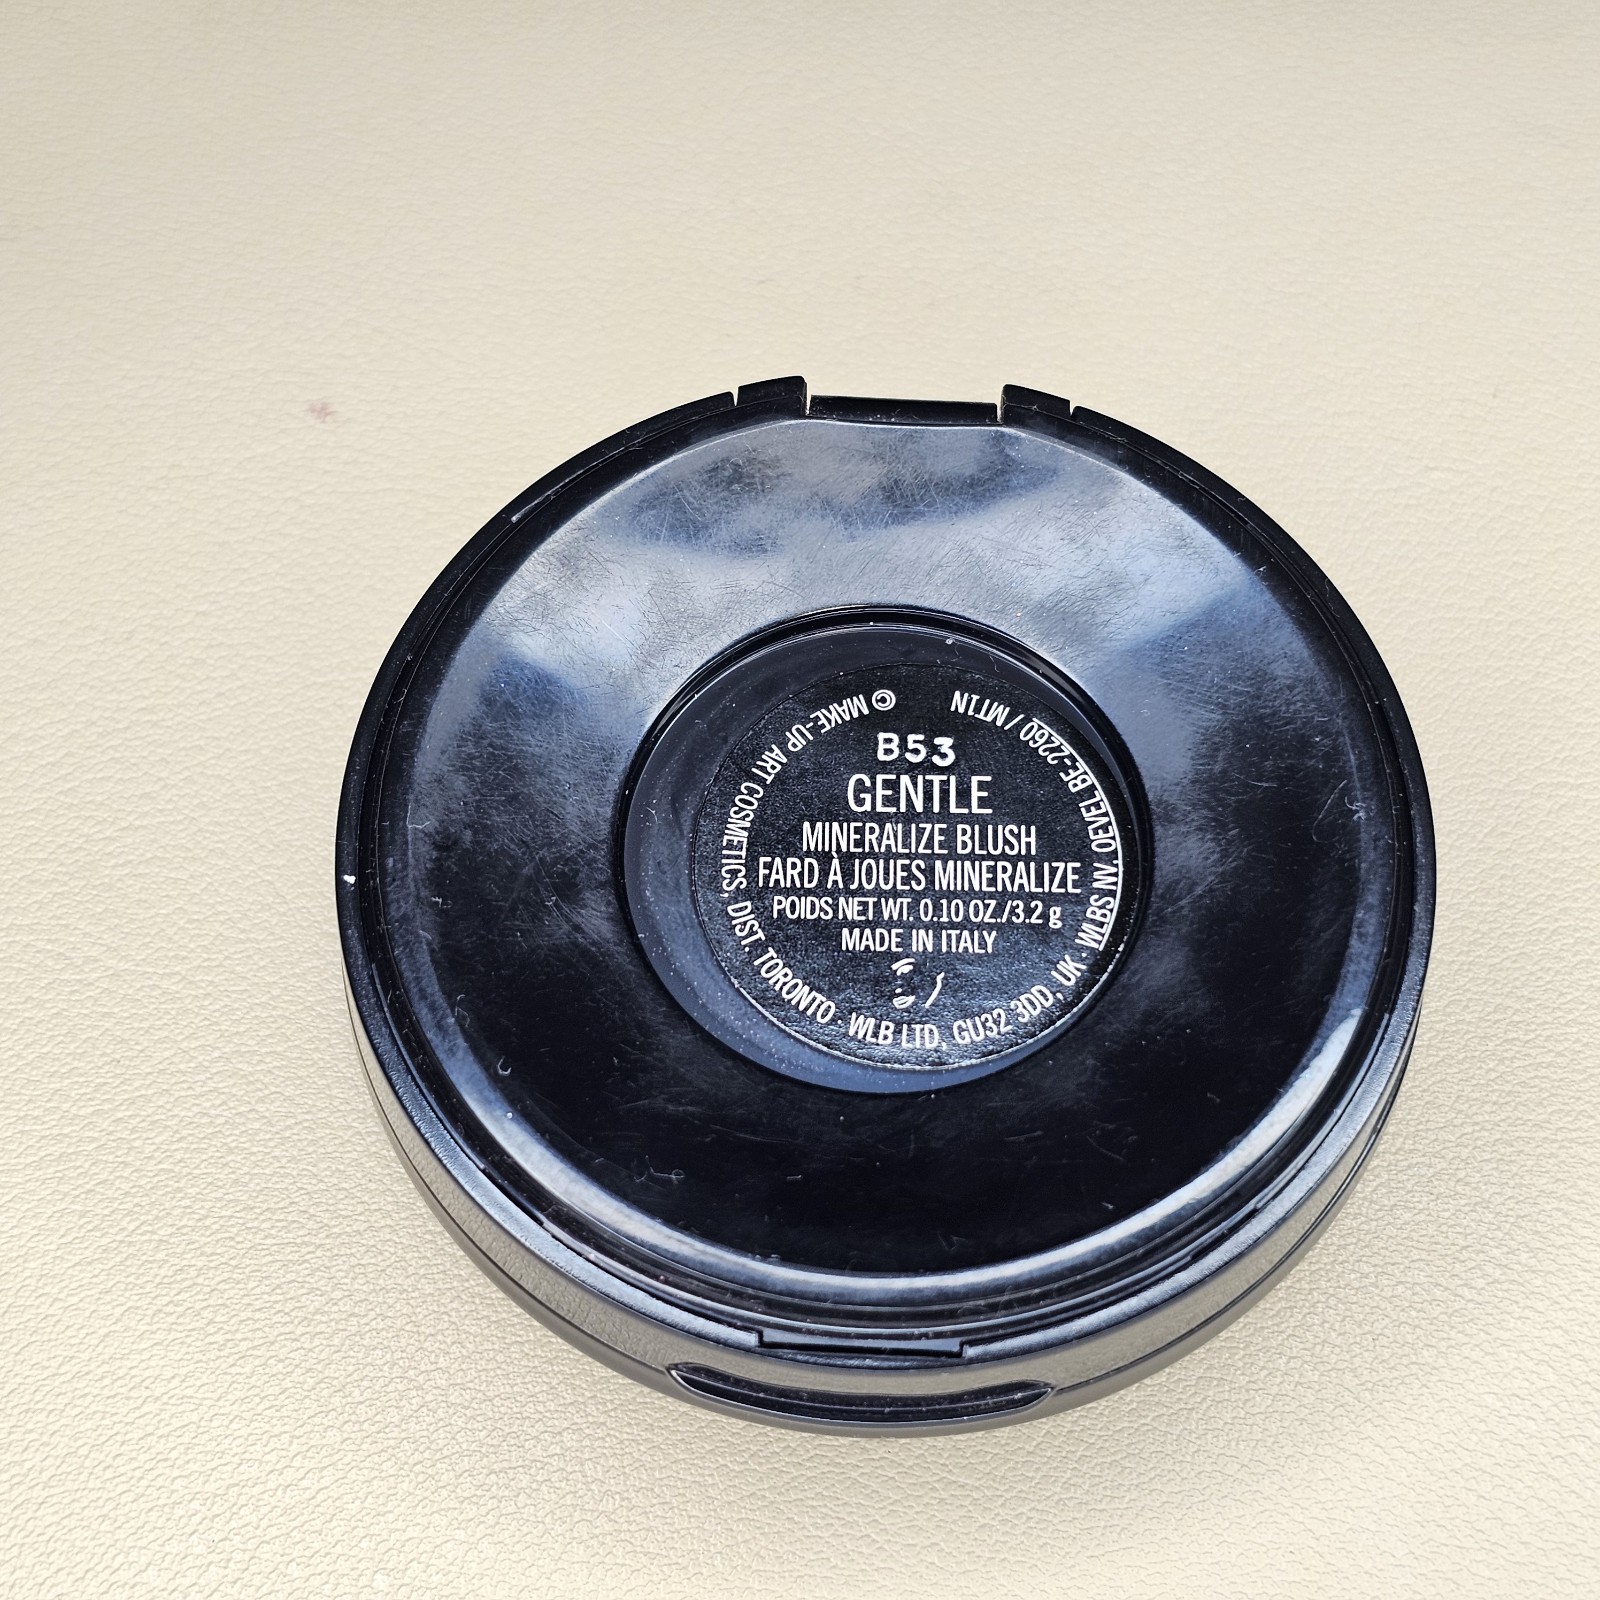 B53
GENTLE
MINERALIZE BLUSH
FARD À JOUES MINERALIZE
POIDS NET WT. 0.10 OZ./3.2 g
MADE IN ITALY
© MAKE-UP ART COSMETICS, DIST. TORONTO · WLB LTD, GU32 3DD, UK · WLBS NV, OEVEL BE-2260 / MT1N